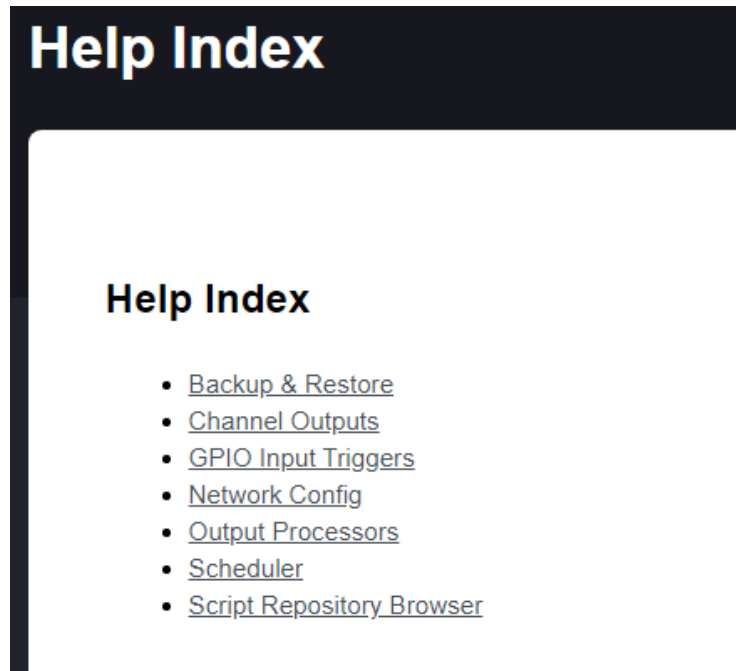 Help Index
Help Index
Backup & Restore
Channel Outputs
GPIO Input Triggers
Network Config
Output Processors
Scheduler
Script Repository Browser